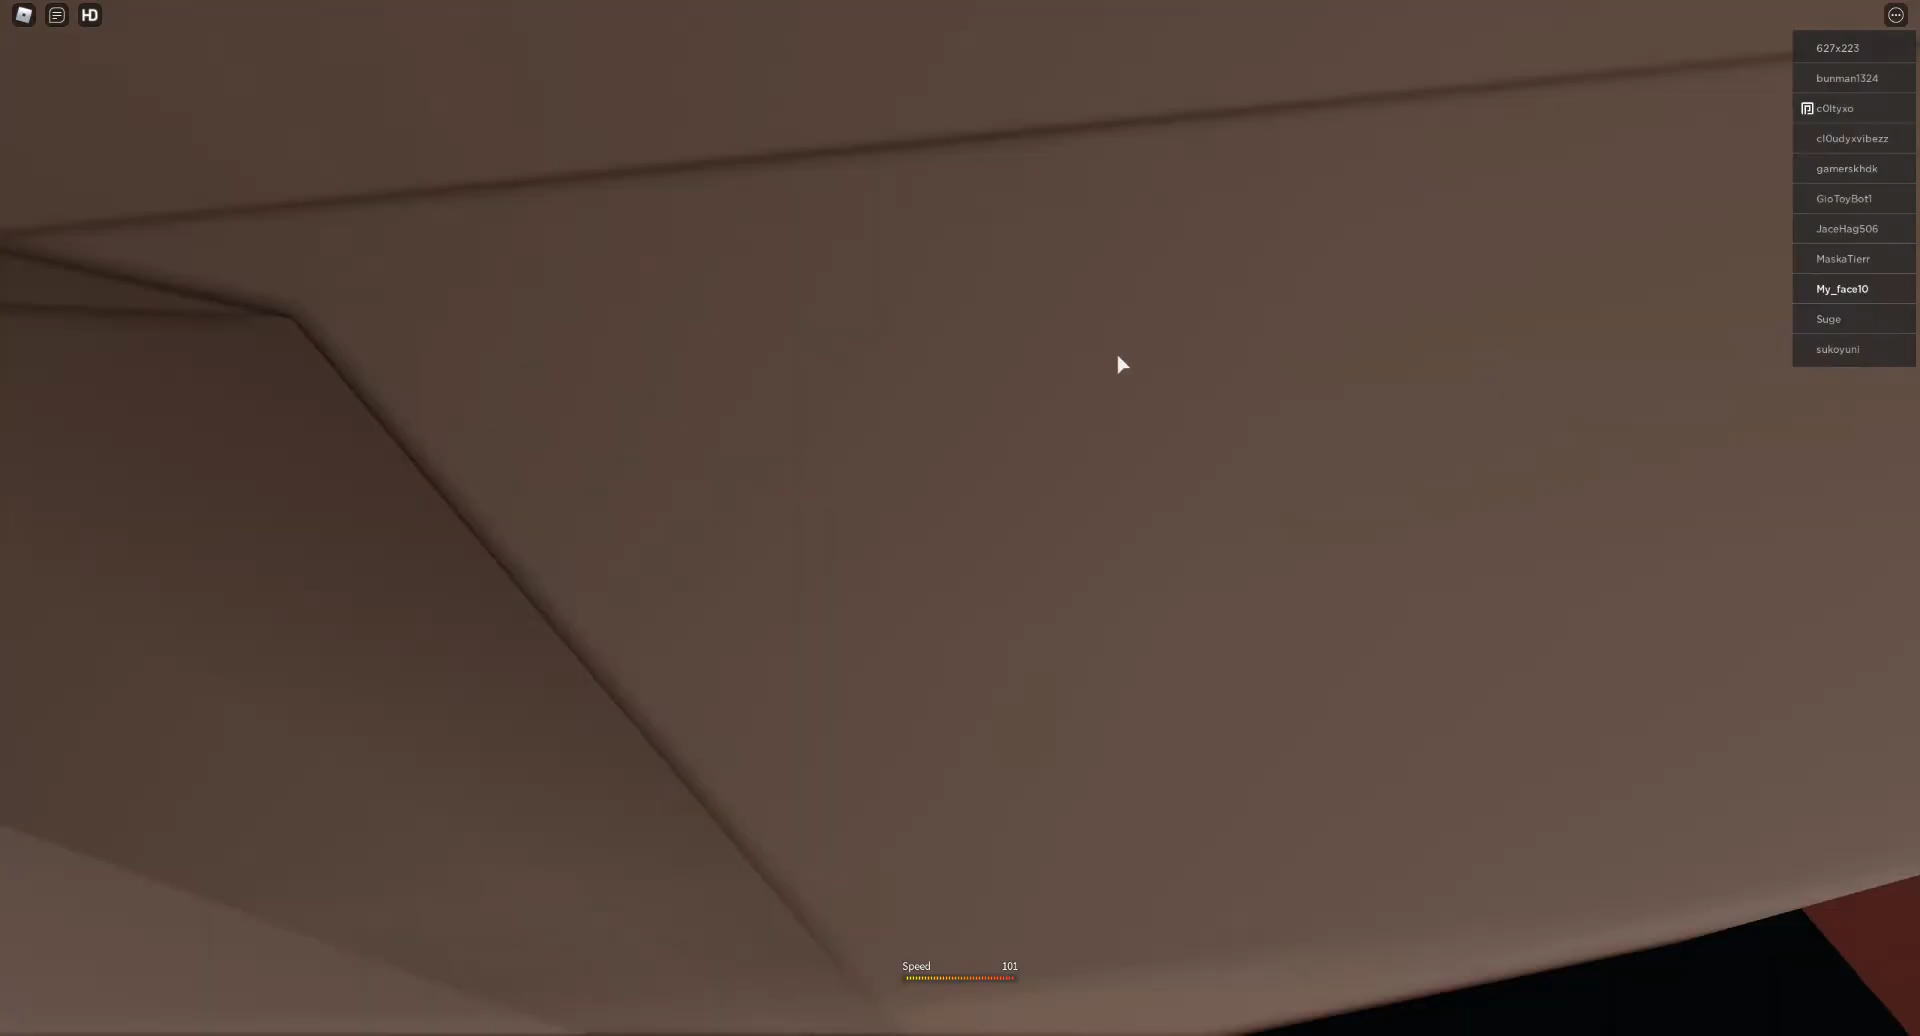 HD
627x223
bunman1324
c0ltyxo
cl0udyxvibezz
gamerskhdk
GioToyBot1
JaceHag506
MaskaTierr
My_face10
Suge
sukoyuni
Speed 101